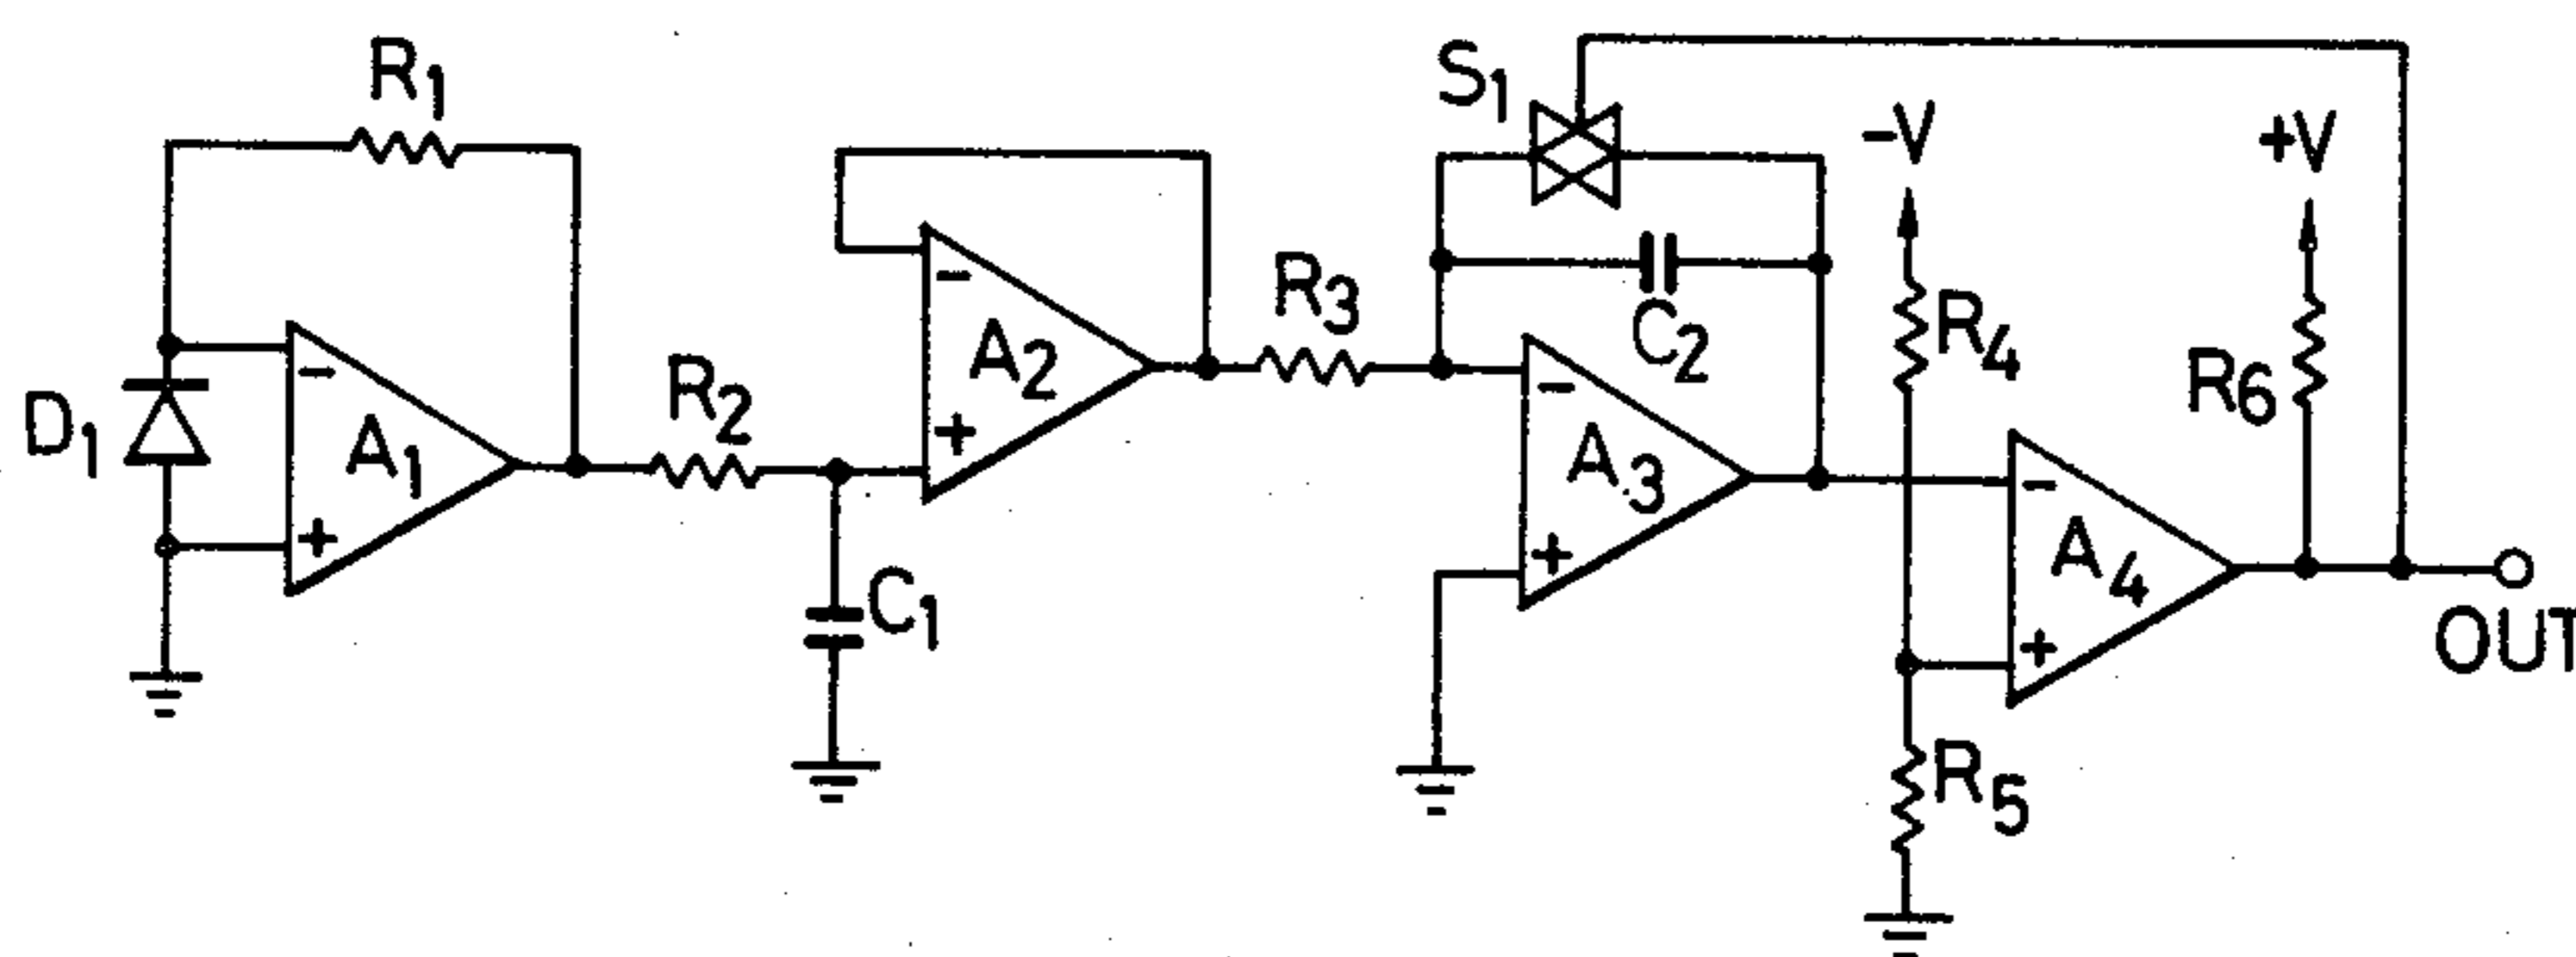 R1
D1
-
A1
+
R2
C1
-
A2
+
R3
S1
C2
-
A3
+
-V
R4
R5
+V
R6
-
A4
+
OUT